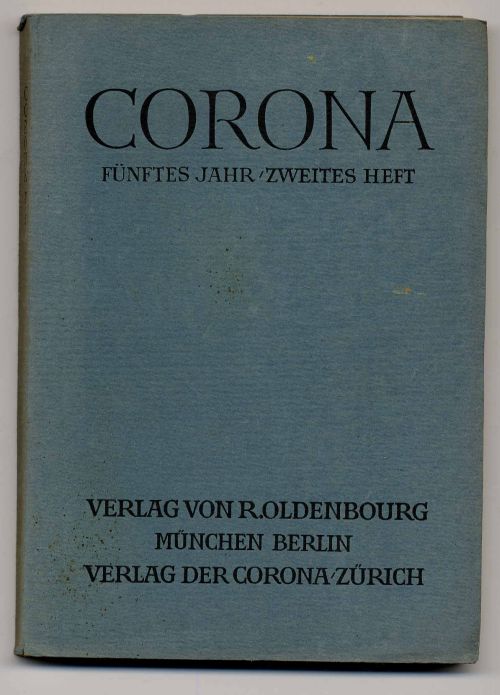 CORONA
FÜNFTES JAHR / ZWEITES HEFT
VERLAG VON R. OLDENBOURG
MÜNCHEN BERLIN
VERLAG DER CORONA / ZÜRICH